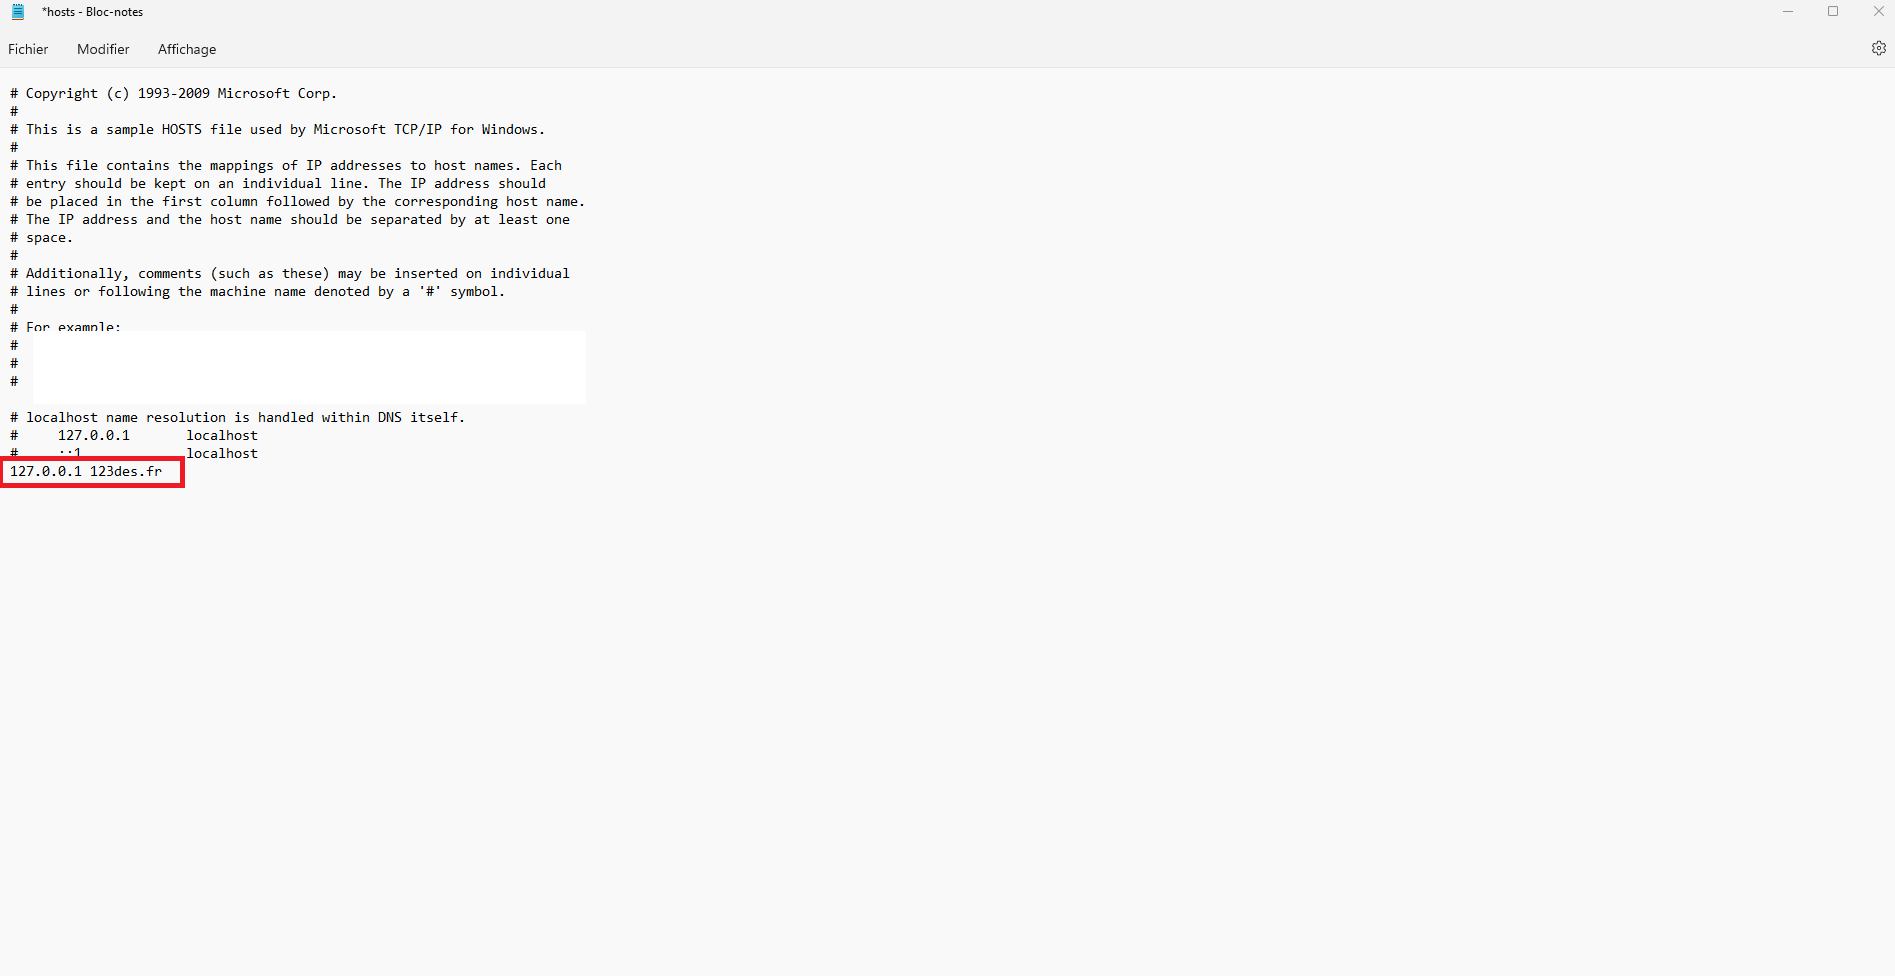 *hosts - Bloc-notes
Fichier Modifier Affichage
# Copyright (c) 1993-2009 Microsoft Corp.
#
# This is a sample HOSTS file used by Microsoft TCP/IP for Windows.
#
# This file contains the mappings of IP addresses to host names. Each
# entry should be kept on an individual line. The IP address should
# be placed in the first column followed by the corresponding host name.
# The IP address and the host name should be separated by at least one
# space.
#
# Additionally, comments (such as these) may be inserted on individual
# lines or following the machine name denoted by a '#' symbol.
#
# For example:
#
#
#
# localhost name resolution is handled within DNS itself.
# 127.0.0.1 localhost
# ::1 localhost
127.0.0.1 123des.fr